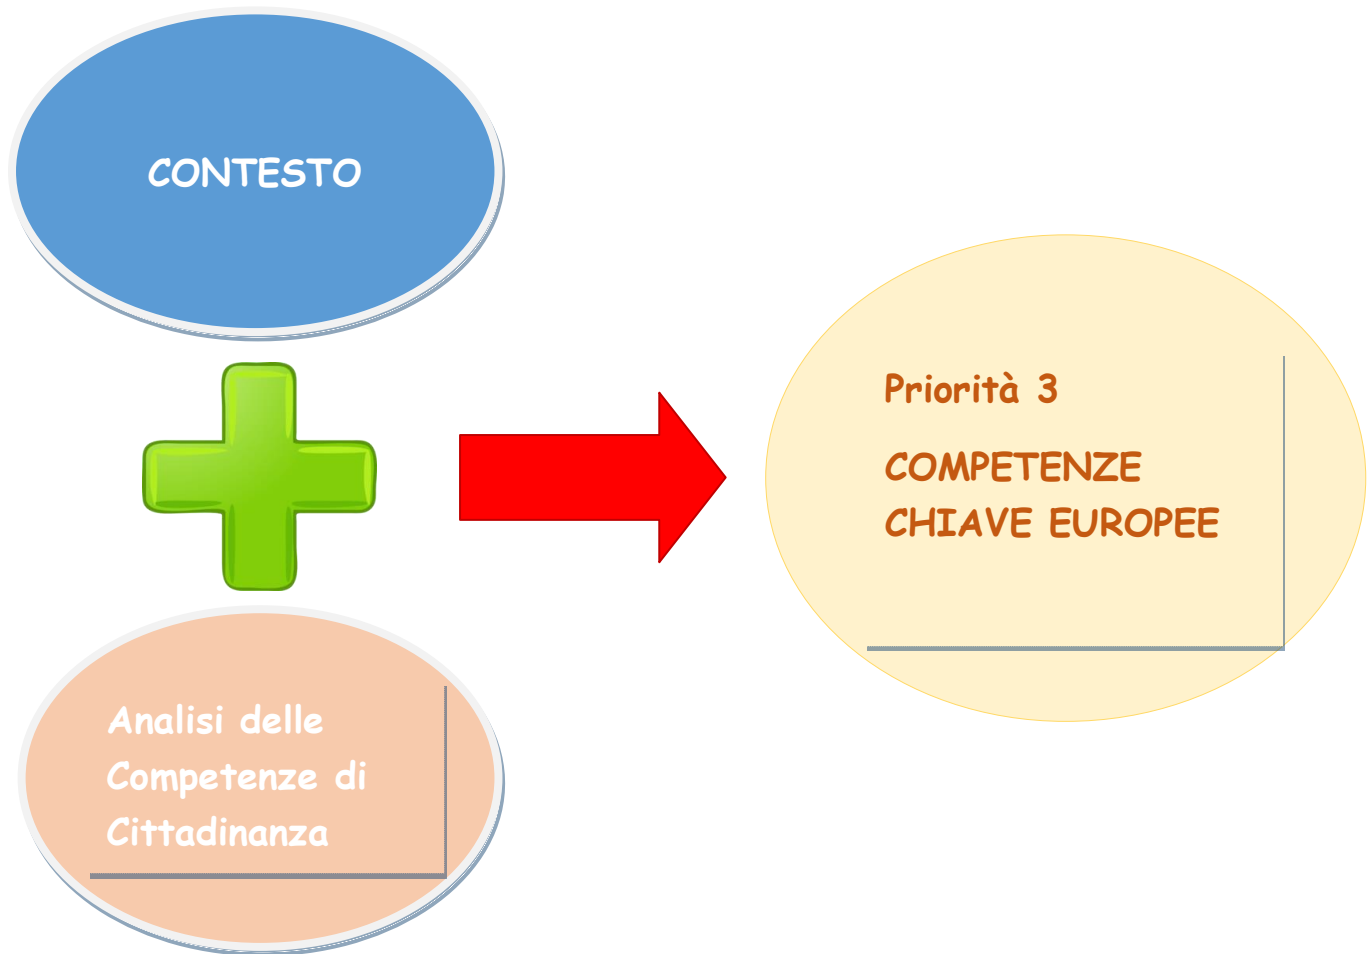 CONTESTO
Analisi delle
Competenze di
Cittadinanza
Priorità 3
COMPETENZE
CHIAVE EUROPEE